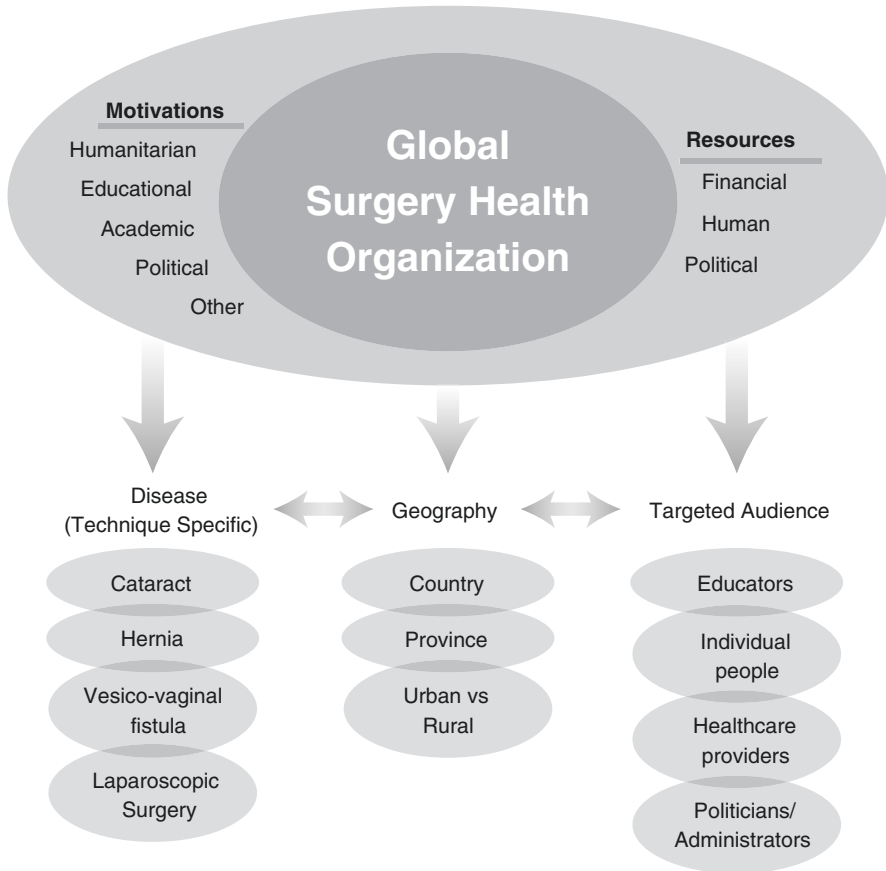 Motivations
Humanitarian
Educational
Academic
Political
Other
Global
Surgery Health
Organization
Resources
Financial
Human
Political
Disease
(Technique Specific)
Geography
Targeted Audience
Cataract
Hernia
Vesico-vaginal
fistula
Laparoscopic
Surgery
Country
Province
Urban vs
Rural
Educators
Individual
people
Healthcare
providers
Politicians/
Administrators